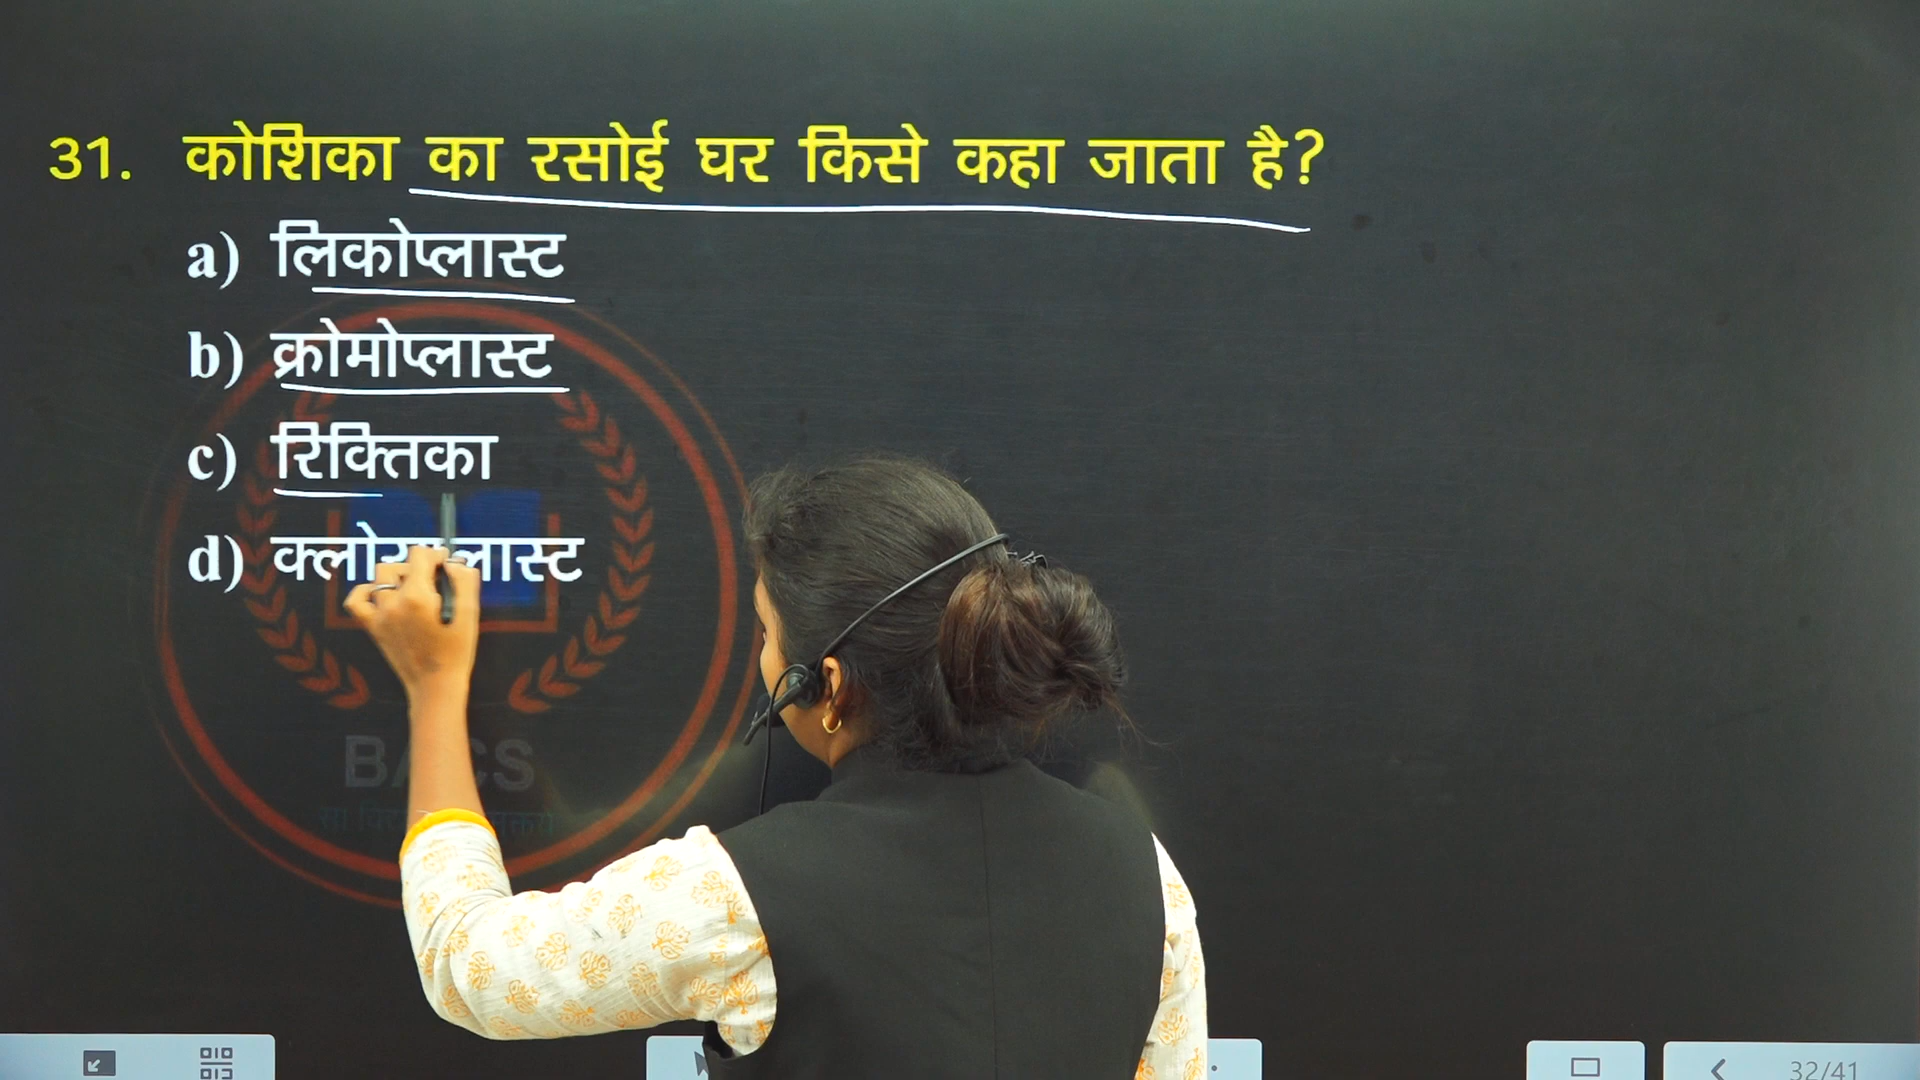 31. कोशिका का रसोई घर किसे कहा जाता है?
a) लिकोप्लास्ट
b) क्रोमोप्लास्ट
c) रिक्तिका
d)
32/41